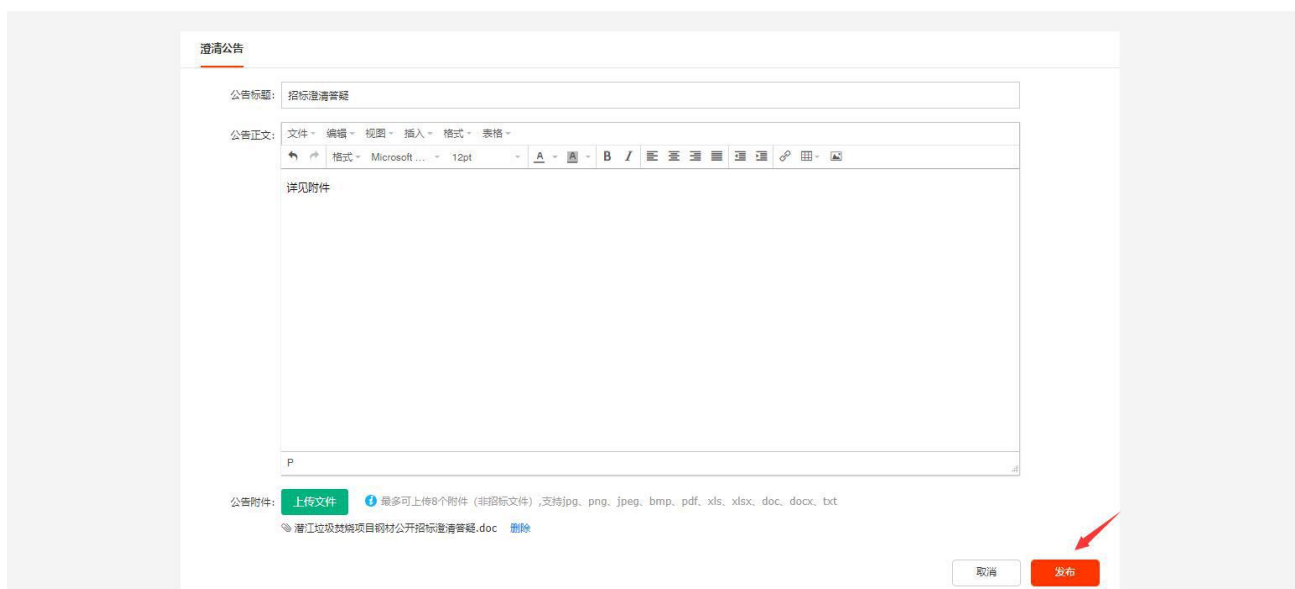 澄清公告
公告标题: 招标澄清答疑
公告正文: 文件 编辑 视图 插入 格式 表格
格式 Microsoft ... 12pt A A B I
详见附件
P
公告附件: 上传文件 最多可上传8个附件（非招标文件）,支持jpg、png、jpeg、bmp、pdf、xls、xlsx、doc、docx、txt
潜江垃圾焚烧项目钢材公开招标澄清答疑.doc 删除
取消 发布